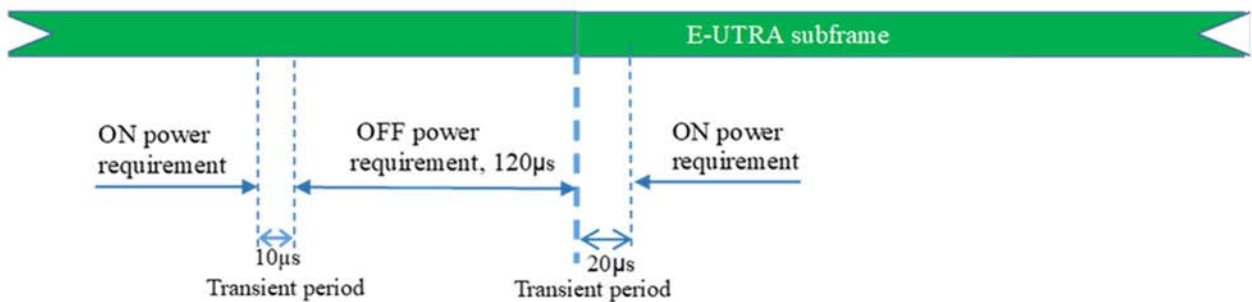 E-UTRA subframe
ON power
requirement
OFF power
requirement, 120μs
ON power
requirement
10μs
Transient period
20μs
Transient period